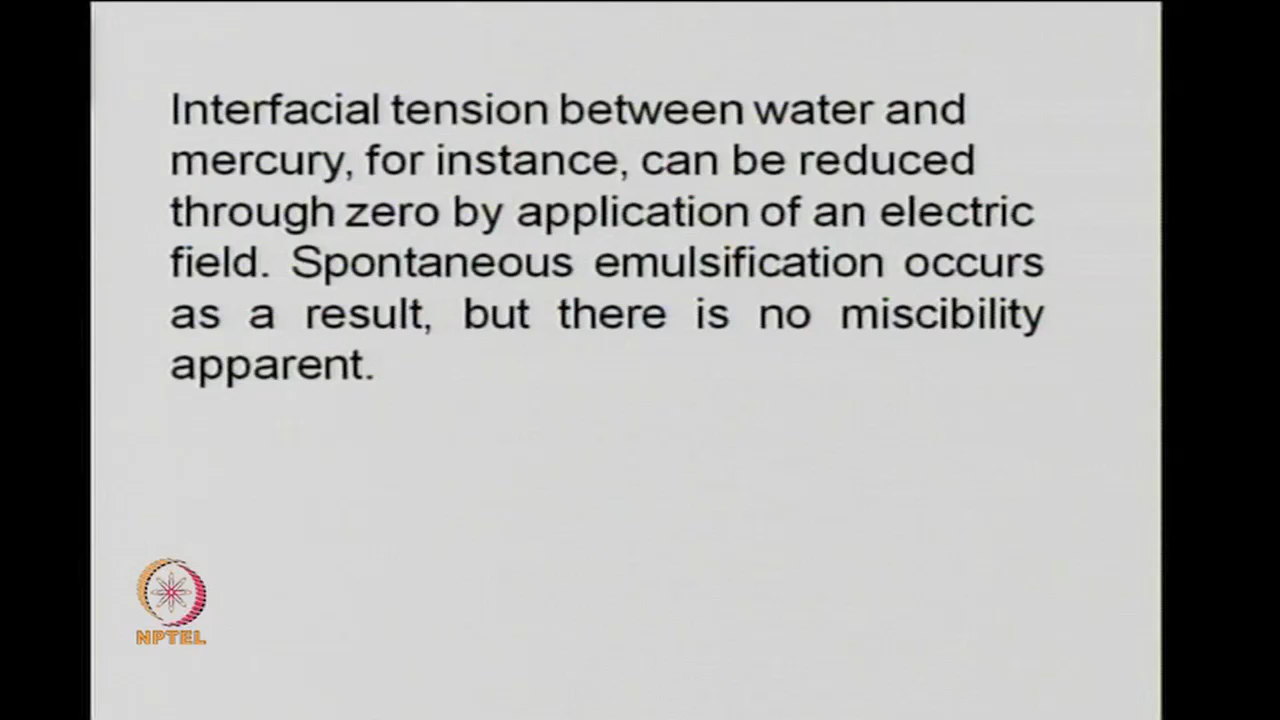 Interfacial tension between water and
mercury, for instance, can be reduced
through zero by application of an electric
field. Spontaneous emulsification occurs
as a result, but there is no miscibility
apparent.
NPTEL